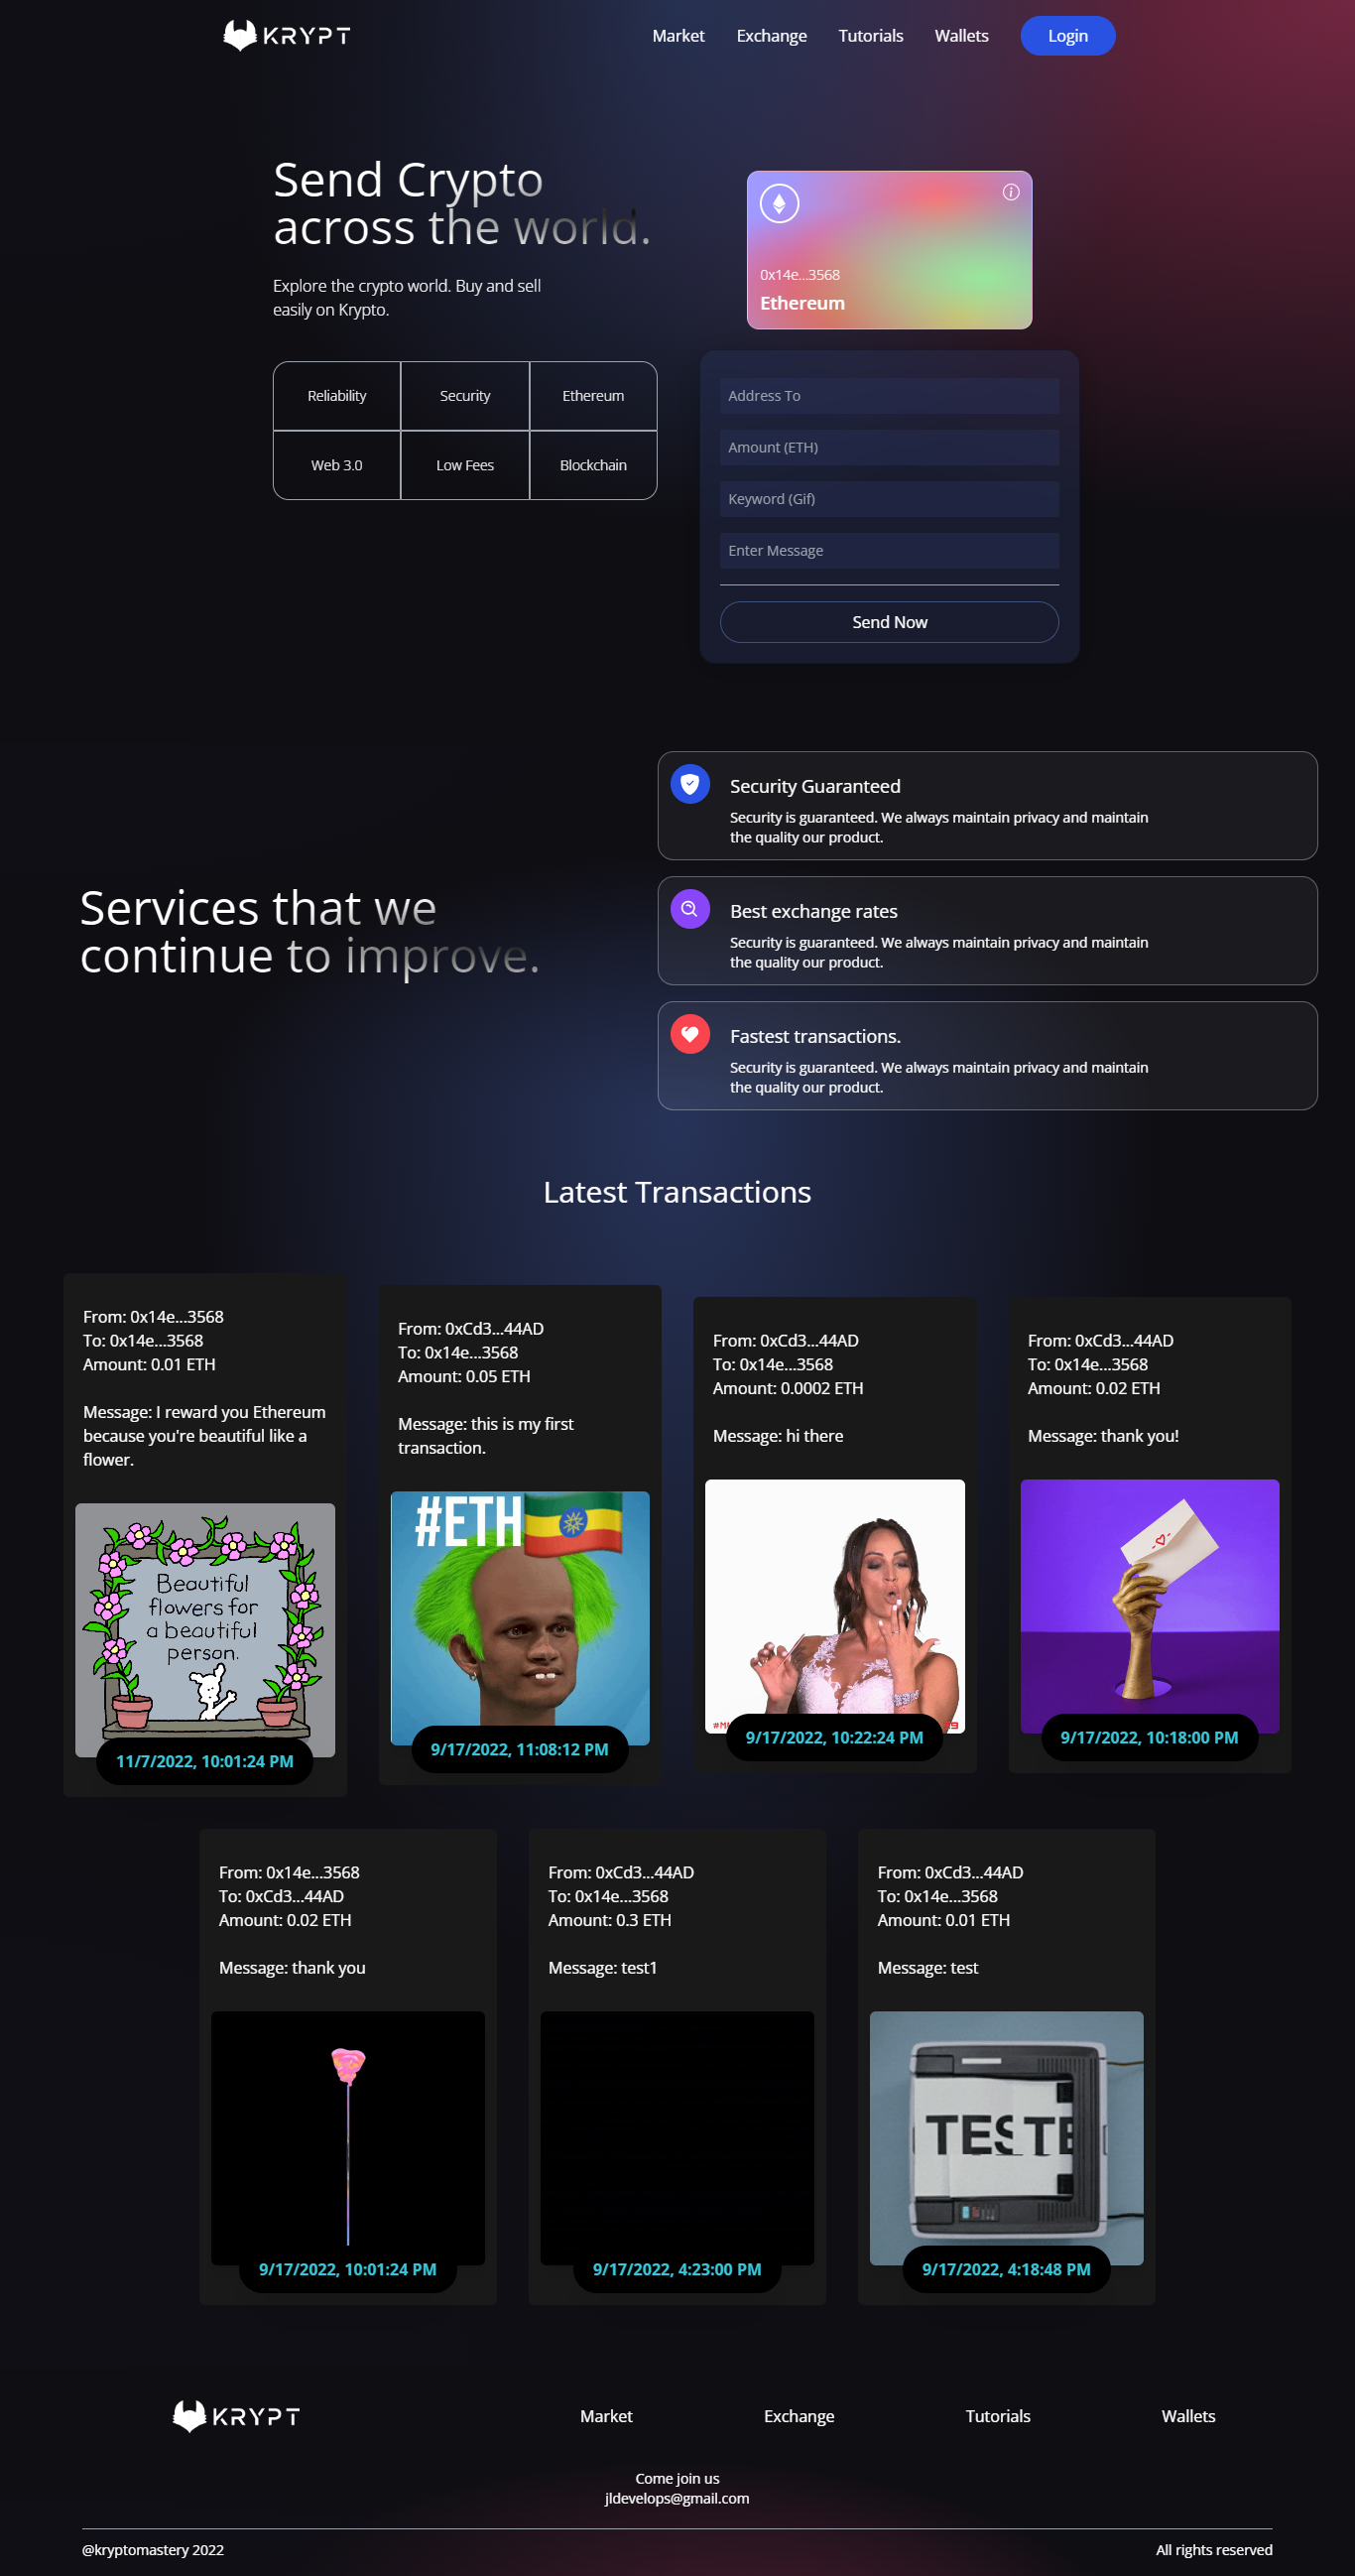 KRYPT
Market
Exchange
Tutorials
Wallets
Login
Send Crypto
across the world.
Explore the crypto world. Buy and sell
easily on Krypto.
Reliability
Security
Ethereum
Web 3.0
Low Fees
Blockchain
0x14e...3568
Ethereum
Address To
Amount (ETH)
Keyword (Gif)
Enter Message
Send Now
Services that we
continue to improve.
Security Guaranteed
Security is guaranteed. We always maintain privacy and maintain
the quality our product.
Best exchange rates
Security is guaranteed. We always maintain privacy and maintain
the quality our product.
Fastest transactions.
Security is guaranteed. We always maintain privacy and maintain
the quality our product.
Latest Transactions
From: 0x14e...3568
To: 0x14e...3568
Amount: 0.01 ETH
Message: I reward you Ethereum
because you're beautiful like a
flower.
Beautiful
flowers for
a beautiful
person.
11/7/2022, 10:01:24 PM
From: 0xCd3...44AD
To: 0x14e...3568
Amount: 0.05 ETH
Message: this is my first
transaction.
#ETH
9/17/2022, 11:08:12 PM
From: 0xCd3...44AD
To: 0x14e...3568
Amount: 0.0002 ETH
Message: hi there
9/17/2022, 10:22:24 PM
From: 0xCd3...44AD
To: 0x14e...3568
Amount: 0.02 ETH
Message: thank you!
9/17/2022, 10:18:00 PM
From: 0x14e...3568
To: 0xCd3...44AD
Amount: 0.02 ETH
Message: thank you
9/17/2022, 10:01:24 PM
From: 0xCd3...44AD
To: 0x14e...3568
Amount: 0.3 ETH
Message: test1
9/17/2022, 4:23:00 PM
From: 0xCd3...44AD
To: 0x14e...3568
Amount: 0.01 ETH
Message: test
9/17/2022, 4:18:48 PM
KRYPT
Market
Exchange
Tutorials
Wallets
Come join us
jldevelops@gmail.com
@kryptomastery 2022
All rights reserved